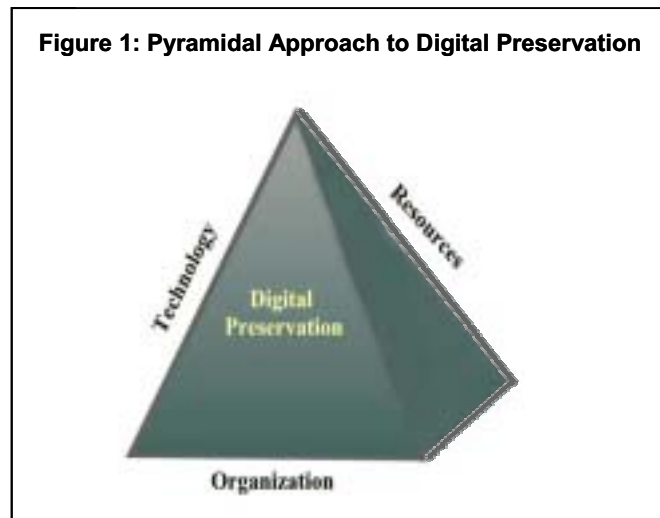 Figure 1: Pyramidal Approach to Digital Preservation
Technology
Resources
Digital
Preservation
Organization